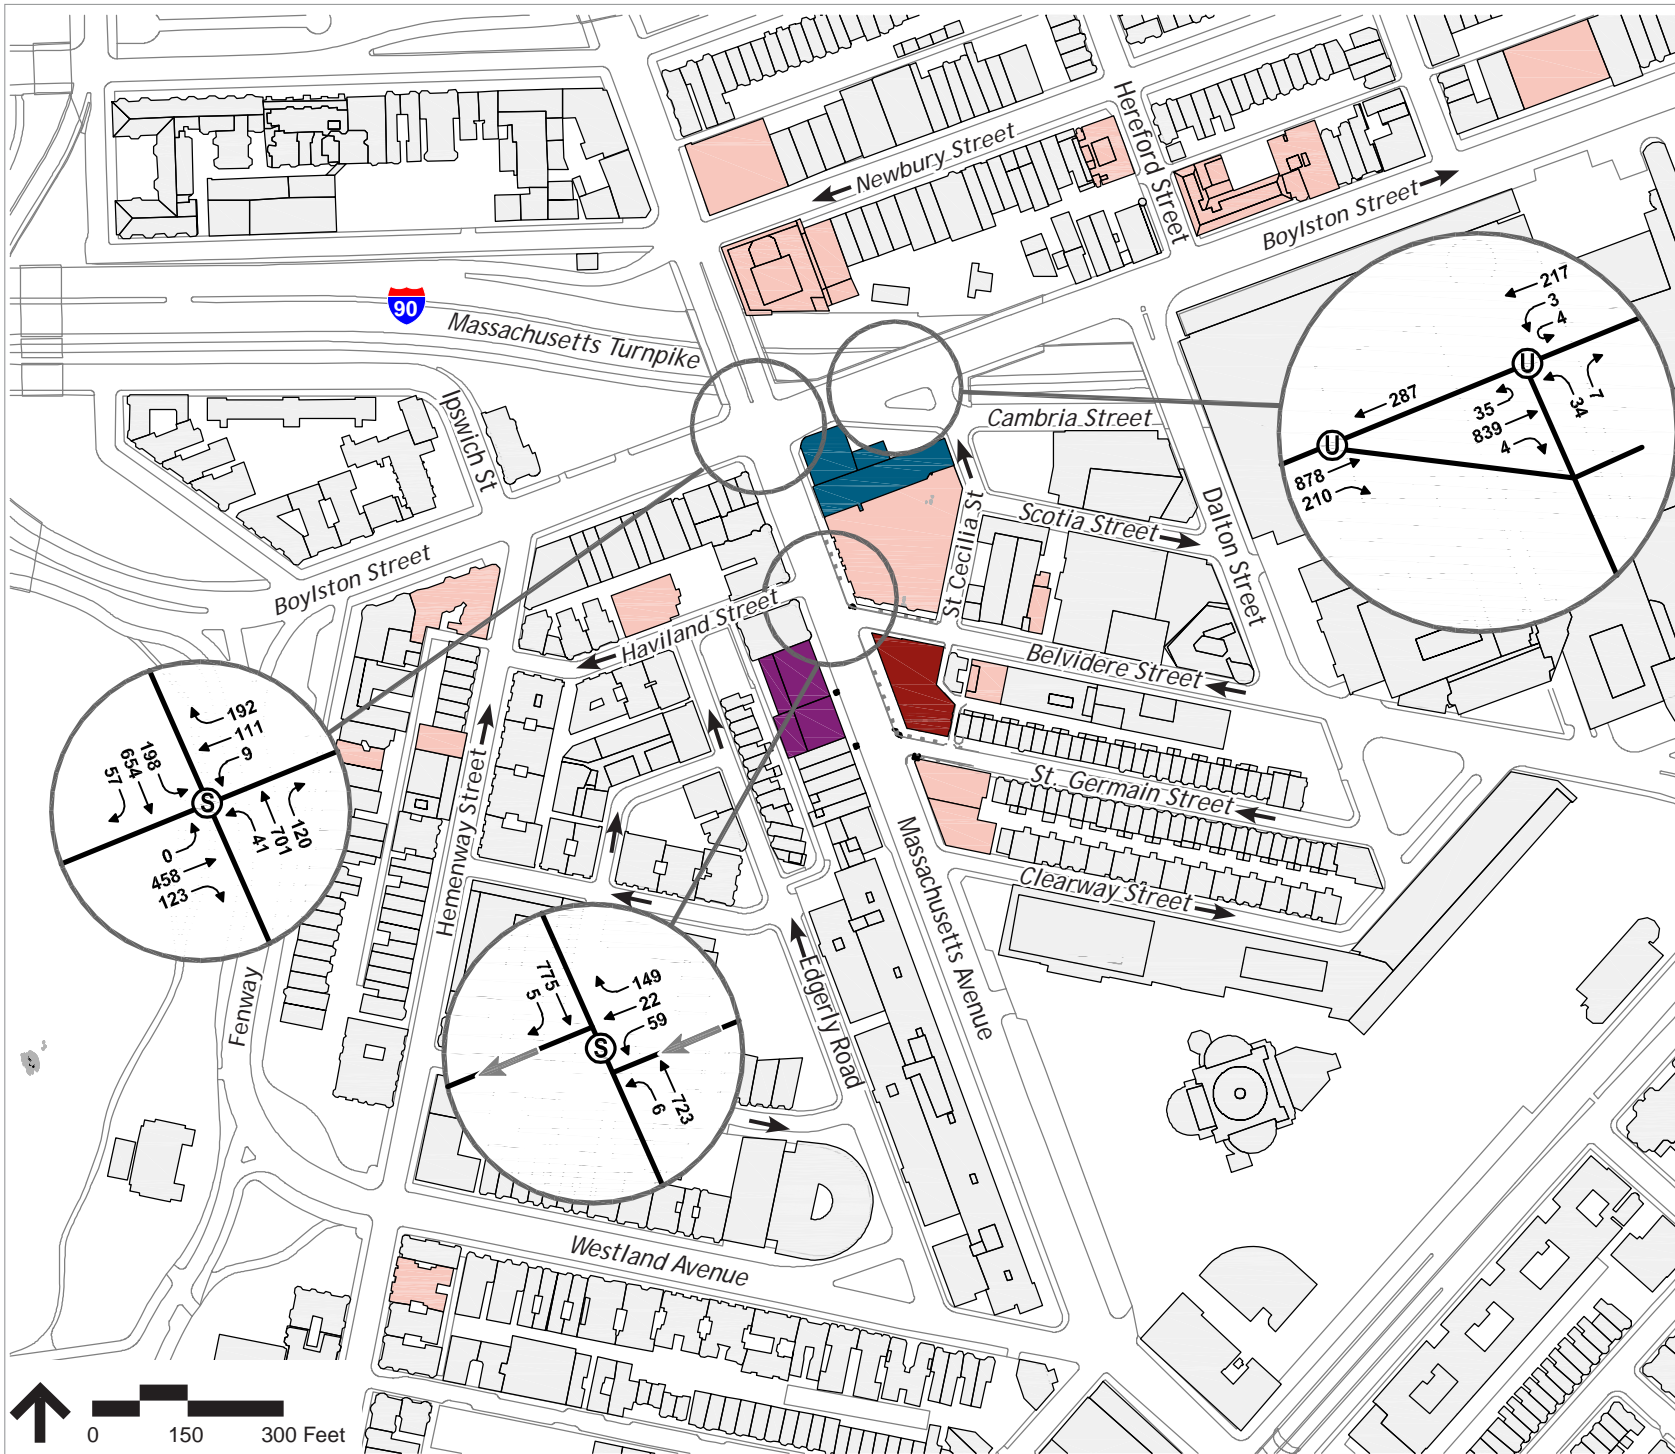 Hereford Street
Newbury Street
Boylston Street
90
Massachusetts Turnpike
217
3
4
U
7
287
35
34
839
U
4
878
210
Cambria Street
Ipswich St
Scotia Street
St Cecilia St
Dalton Street
Boylston Street
Haviland Street
Belvidere Street
192
111
9
198
654
57
S
0
458
123
41
701
120
Hemenway Street
St. Germain Street
Massachusetts Avenue
Clearway Street
Edgerly Road
Fenway
775
5
149
22
59
S
723
6
Westland Avenue
0 150 300 Feet